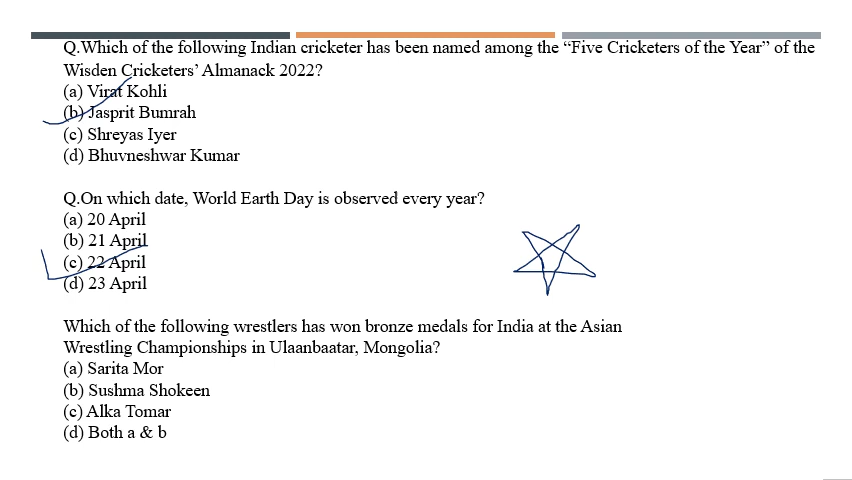 Q.Which of the following Indian cricketer has been named among the “Five Cricketers of the Year” of the
Wisden Cricketers’ Almanack 2022?
(a) Virat Kohli
(b) Jasprit Bumrah
(c) Shreyas Iyer
(d) Bhuvneshwar Kumar
Q.On which date, World Earth Day is observed every year?
(a) 20 April
(b) 21 April
(c) 22 April
(d) 23 April
Which of the following wrestlers has won bronze medals for India at the Asian
Wrestling Championships in Ulaanbaatar, Mongolia?
(a) Sarita Mor
(b) Sushma Shokeen
(c) Alka Tomar
(d) Both a & b